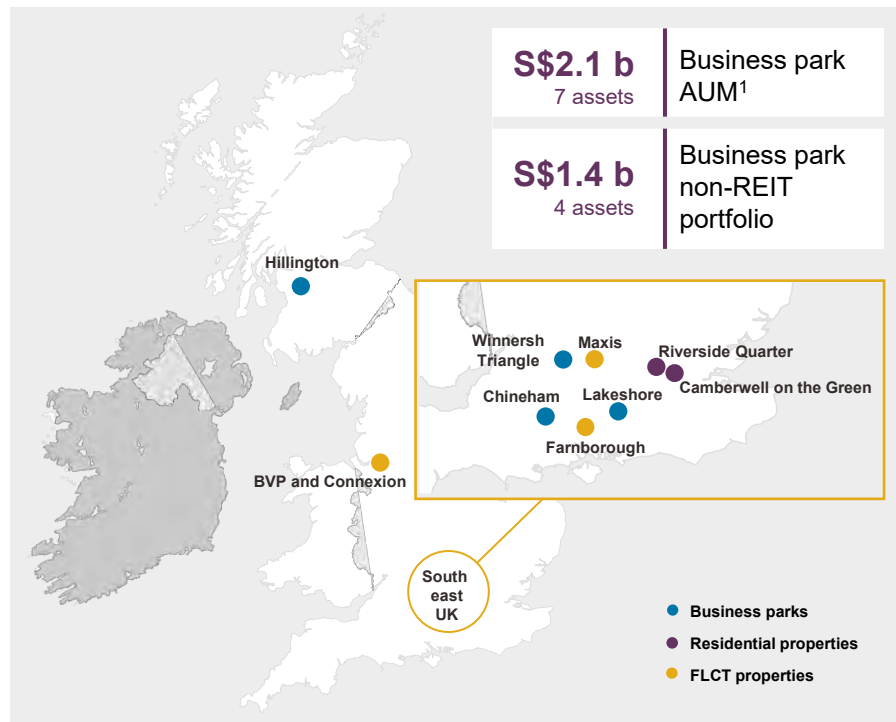 S$2.1 b
7 assets
Business park
AUM¹
S$1.4 b
4 assets
Business park
non-REIT
portfolio
Hillington
Winnersh
Triangle
Maxis
Riverside Quarter
Camberwell on the Green
Chineham
Lakeshore
Farnborough
BVP and Connexion
South
east
UK
Business parks
Residential properties
FLCT properties